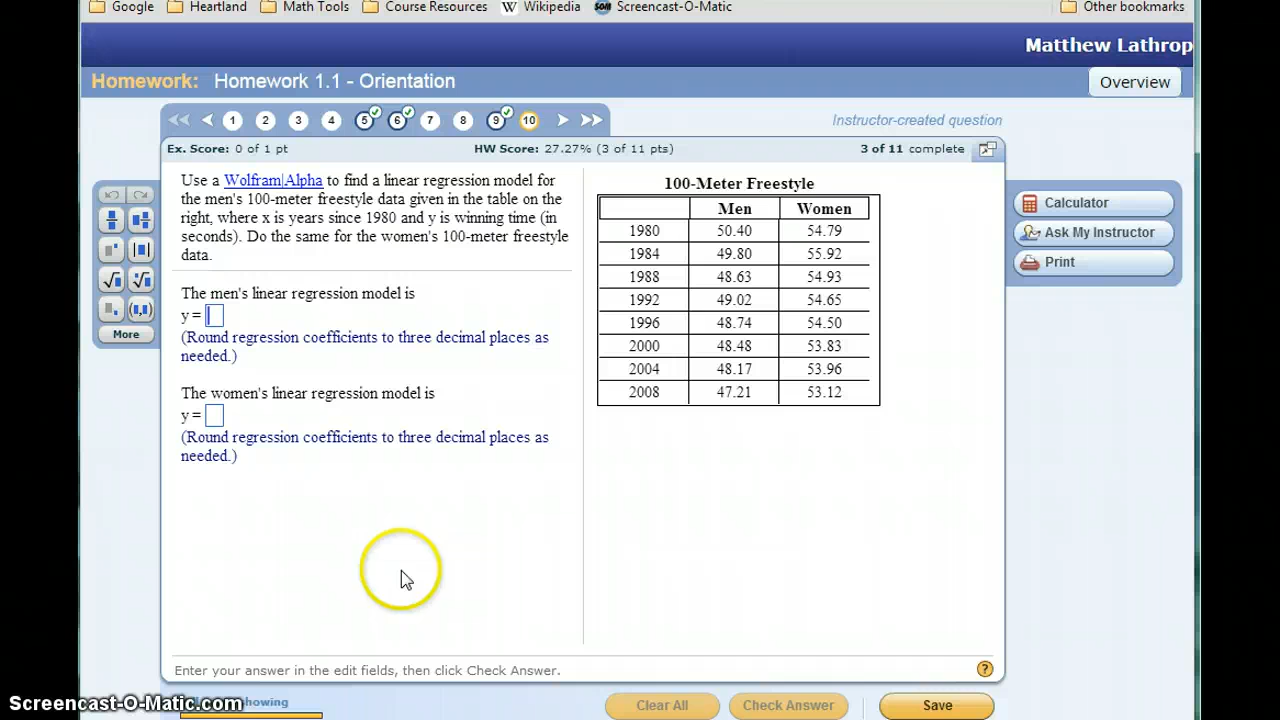 Google Heartland Math Tools Course Resources W Wikipedia SOM Screencast-O-Matic Other bookmarks
Matthew Lathrop
Homework: Homework 1.1 - Orientation
Overview
1 2 3 4 5 6 7 8 9 10
Instructor-created question
Ex. Score: 0 of 1 pt HW Score: 27.27% (3 of 11 pts) 3 of 11 complete
Use a Wolfram|Alpha to find a linear regression model for
the men's 100-meter freestyle data given in the table on the
right, where x is years since 1980 and y is winning time (in
seconds). Do the same for the women's 100-meter freestyle
data.
The men's linear regression model is
y =
(Round regression coefficients to three decimal places as
needed.)
The women's linear regression model is
y =
(Round regression coefficients to three decimal places as
needed.)
100-Meter Freestyle
Men Women
1980 50.40 54.79
1984 49.80 55.92
1988 48.63 54.93
1992 49.02 54.65
1996 48.74 54.50
2000 48.48 53.83
2004 48.17 53.96
2008 47.21 53.12
Calculator
Ask My Instructor
Print
More
Enter your answer in the edit fields, then click Check Answer.
?
showing
Clear All Check Answer Save
Screencast-O-Matic.com